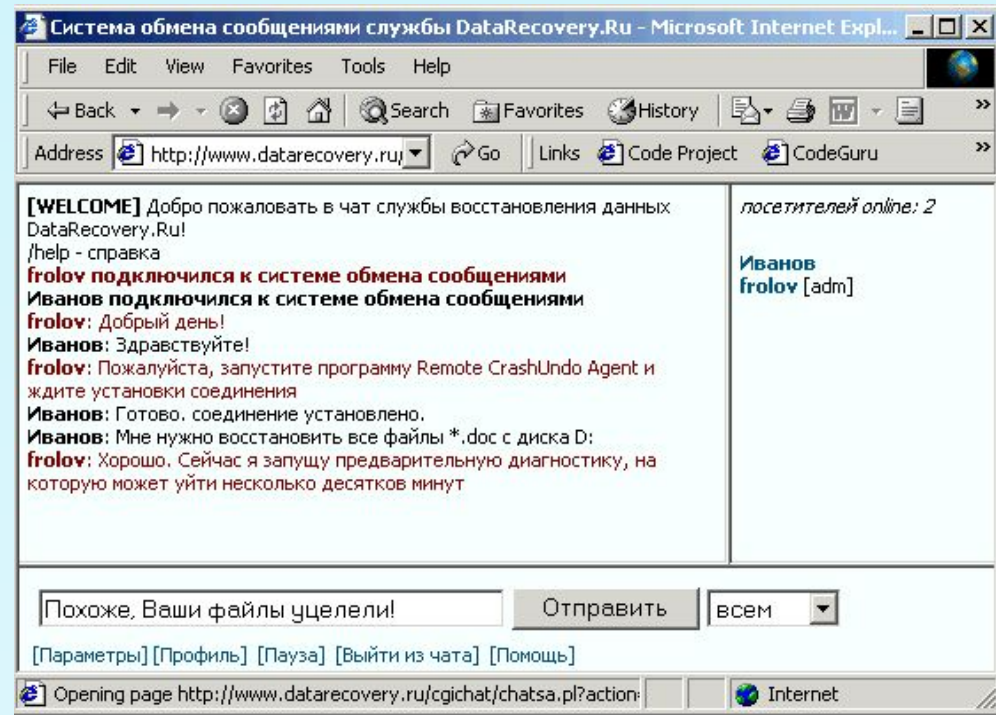 Система обмена сообщениями службы DataRecovery.Ru - Microsoft Internet Expl...
File Edit View Favorites Tools Help
Back Search Favorites History »
Address http://www.datarecovery.ru/ Go Links Code Project CodeGuru »
[WELCOME] Добро пожаловать в чат службы восстановления данных
DataRecovery.Ru!
/help - справка
frolov подключился к системе обмена сообщениями
Иванов подключился к системе обмена сообщениями
frolov: Добрый день!
Иванов: Здравствуйте!
frolov: Пожалуйста, запустите программу Remote CrashUndo Agent и
ждите установки соединения
Иванов: Готово. соединение установлено.
Иванов: Мне нужно восстановить все файлы *.doc с диска D:
frolov: Хорошо. Сейчас я запущу предварительную диагностику, на
которую может уйти несколько десятков минут
посетителей online: 2
Иванов
frolov [adm]
Похоже, Ваши файлы уцелели! Отправить всем
[Параметры] [Профиль] [Пауза] [Выйти из чата] [Помощь]
Opening page http://www.datarecovery.ru/cgichat/chatsa.pl?action= Internet